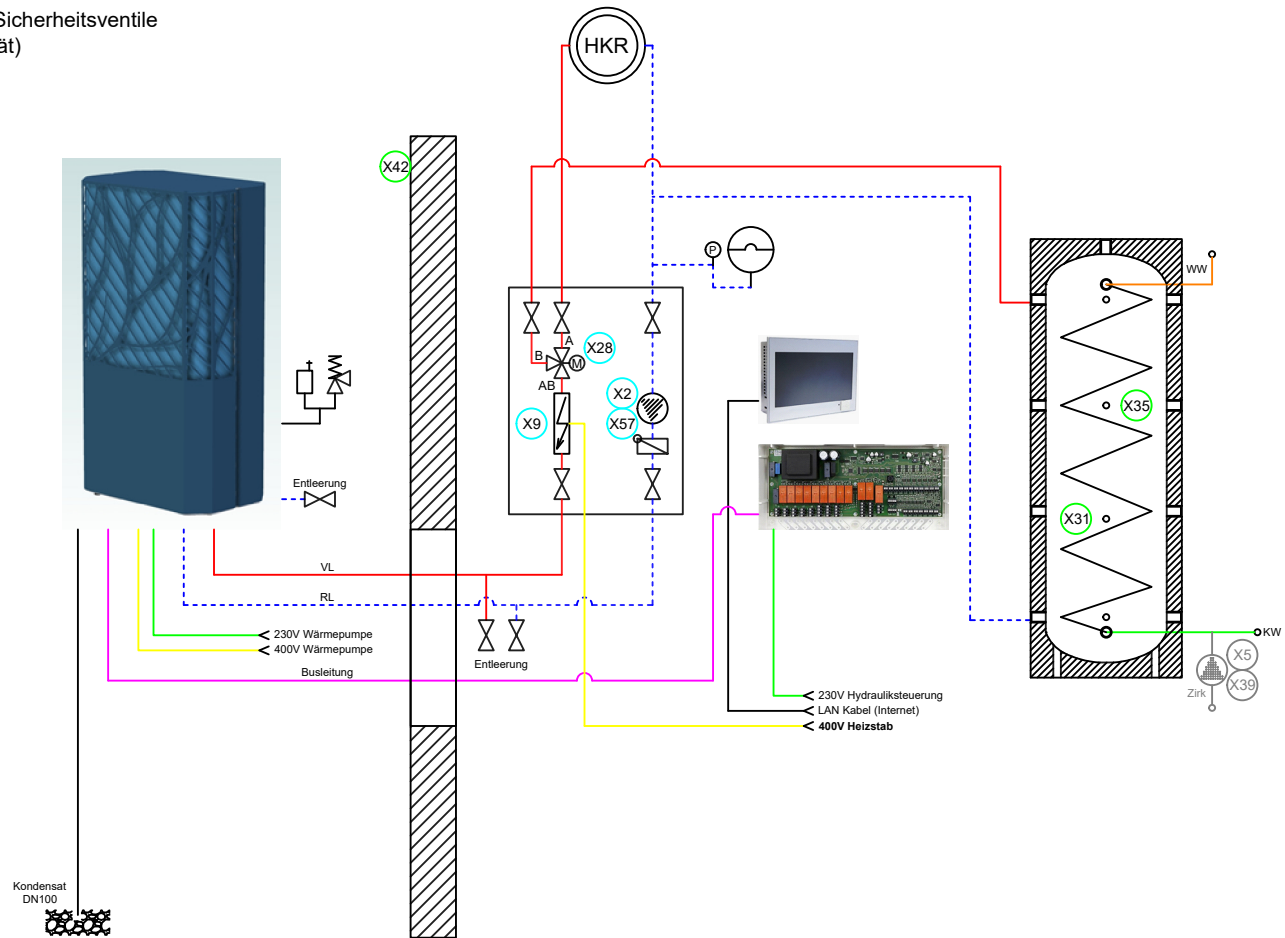 Sicherheitsventile
ät)
HKR
X42
P
WW
A
B
M
X28
AB
X2
X9
X57
X35
Entleerung
X31
VL
RL
230V Wärmepumpe
400V Wärmepumpe
Entleerung
Busleitung
KW
X5
Zirk
X39
230V Hydrauliksteuerung
LAN Kabel (Internet)
400V Heizstab
Kondensat
DN100